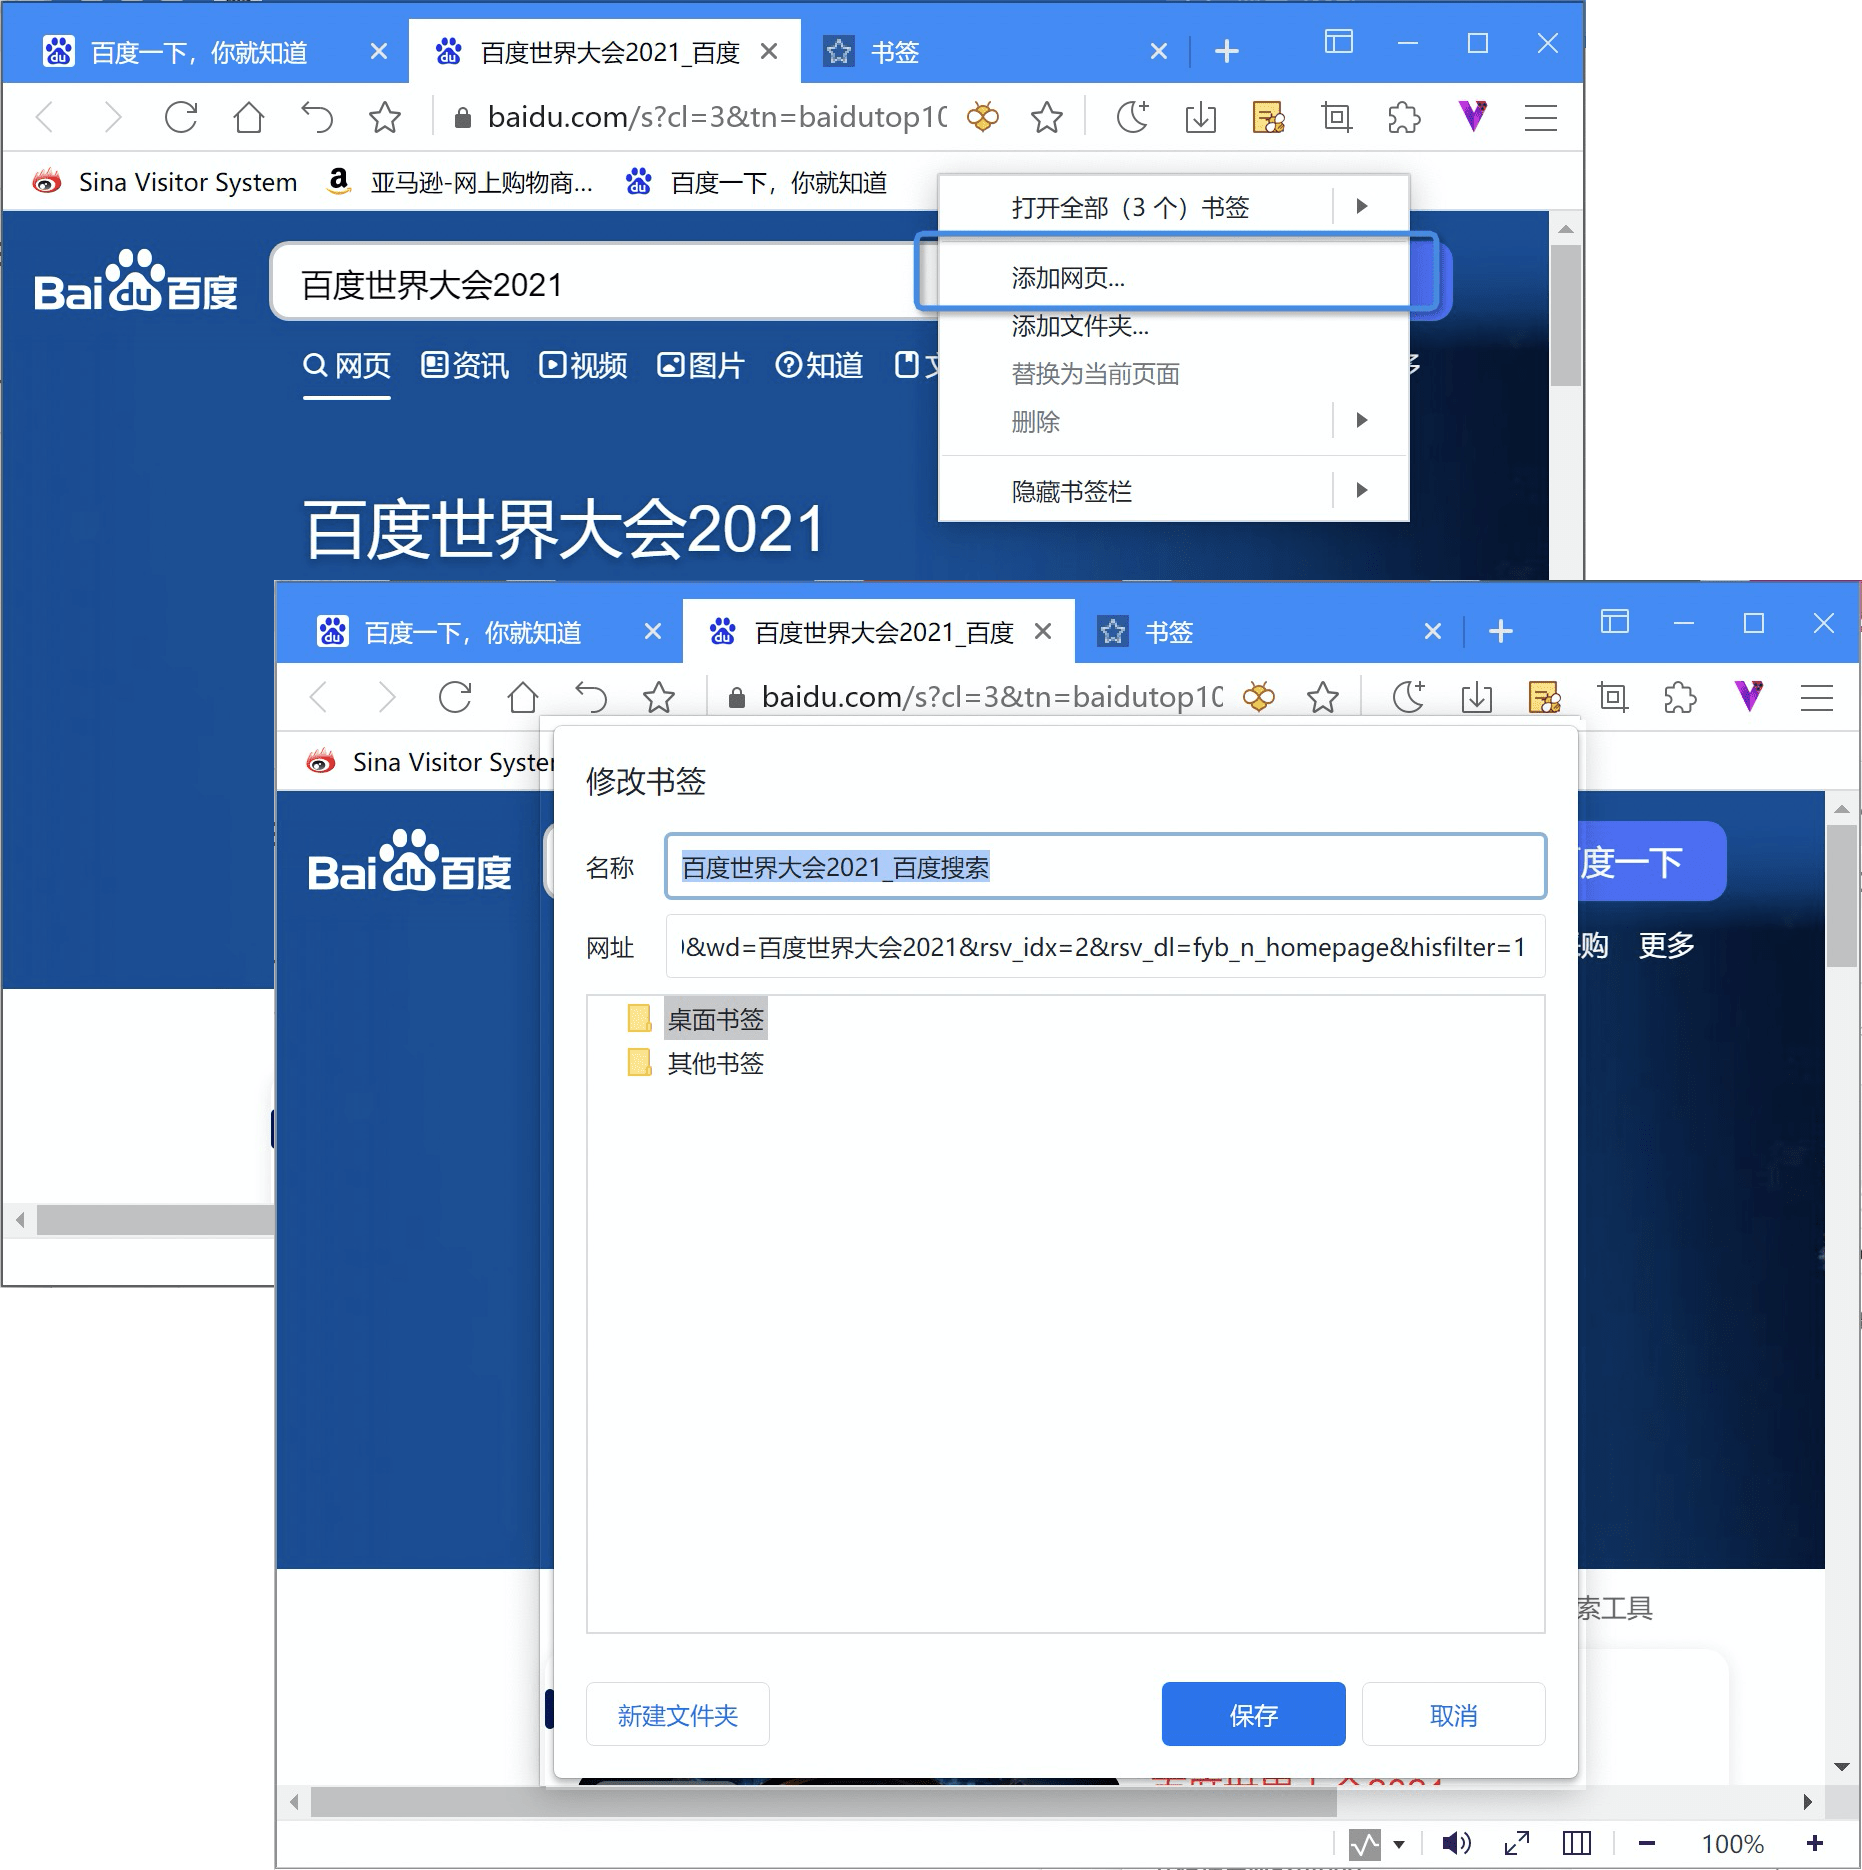 百度一下，你就知道
百度世界大会2021_百度
书签
baidu.com/s?cl=3&tn=baidutop10
Sina Visitor System
亚马逊-网上购物商...
百度一下，你就知道
打开全部（3 个）书签
添加网页...
添加文件夹...
替换为当前页面
删除
隐藏书签栏
Bai du 百度
百度世界大会2021
网页
资讯
视频
图片
知道
百度世界大会2021
百度一下，你就知道
百度世界大会2021_百度
书签
baidu.com/s?cl=3&tn=baidutop10
Sina Visitor System
Bai du 百度
度一下
购
更多
修改书签
名称
百度世界大会2021_百度搜索
网址
&wd=百度世界大会2021&rsv_idx=2&rsv_dl=fyb_n_homepage&hisfilter=1
桌面书签
其他书签
索工具
新建文件夹
保存
取消
100%